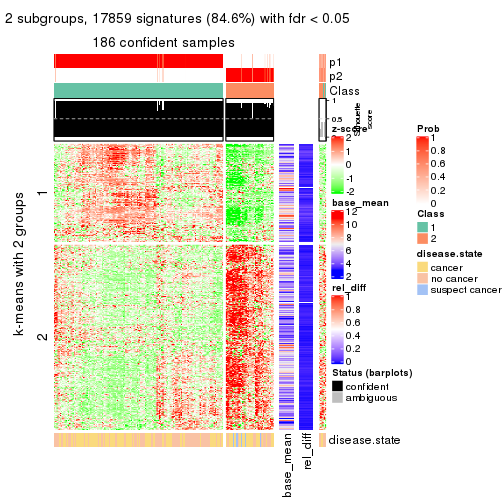 2 subgroups, 17859 signatures (84.6%) with fdr < 0.05
186 confident samples
p1
p2
Class
1
0.5
0
Silhouette
score
z-score
2
1
0
-1
-2
base_mean
12
10
8
6
4
2
rel_diff
1
0.8
0.6
0.4
0.2
0
Status (barplots)
confident
ambiguous
Prob
1
0.8
0.6
0.4
0.2
0
Class
1
2
disease.state
cancer
no cancer
suspect cancer
k-means with 2 groups
1
2
disease.state
base_mean
rel_diff